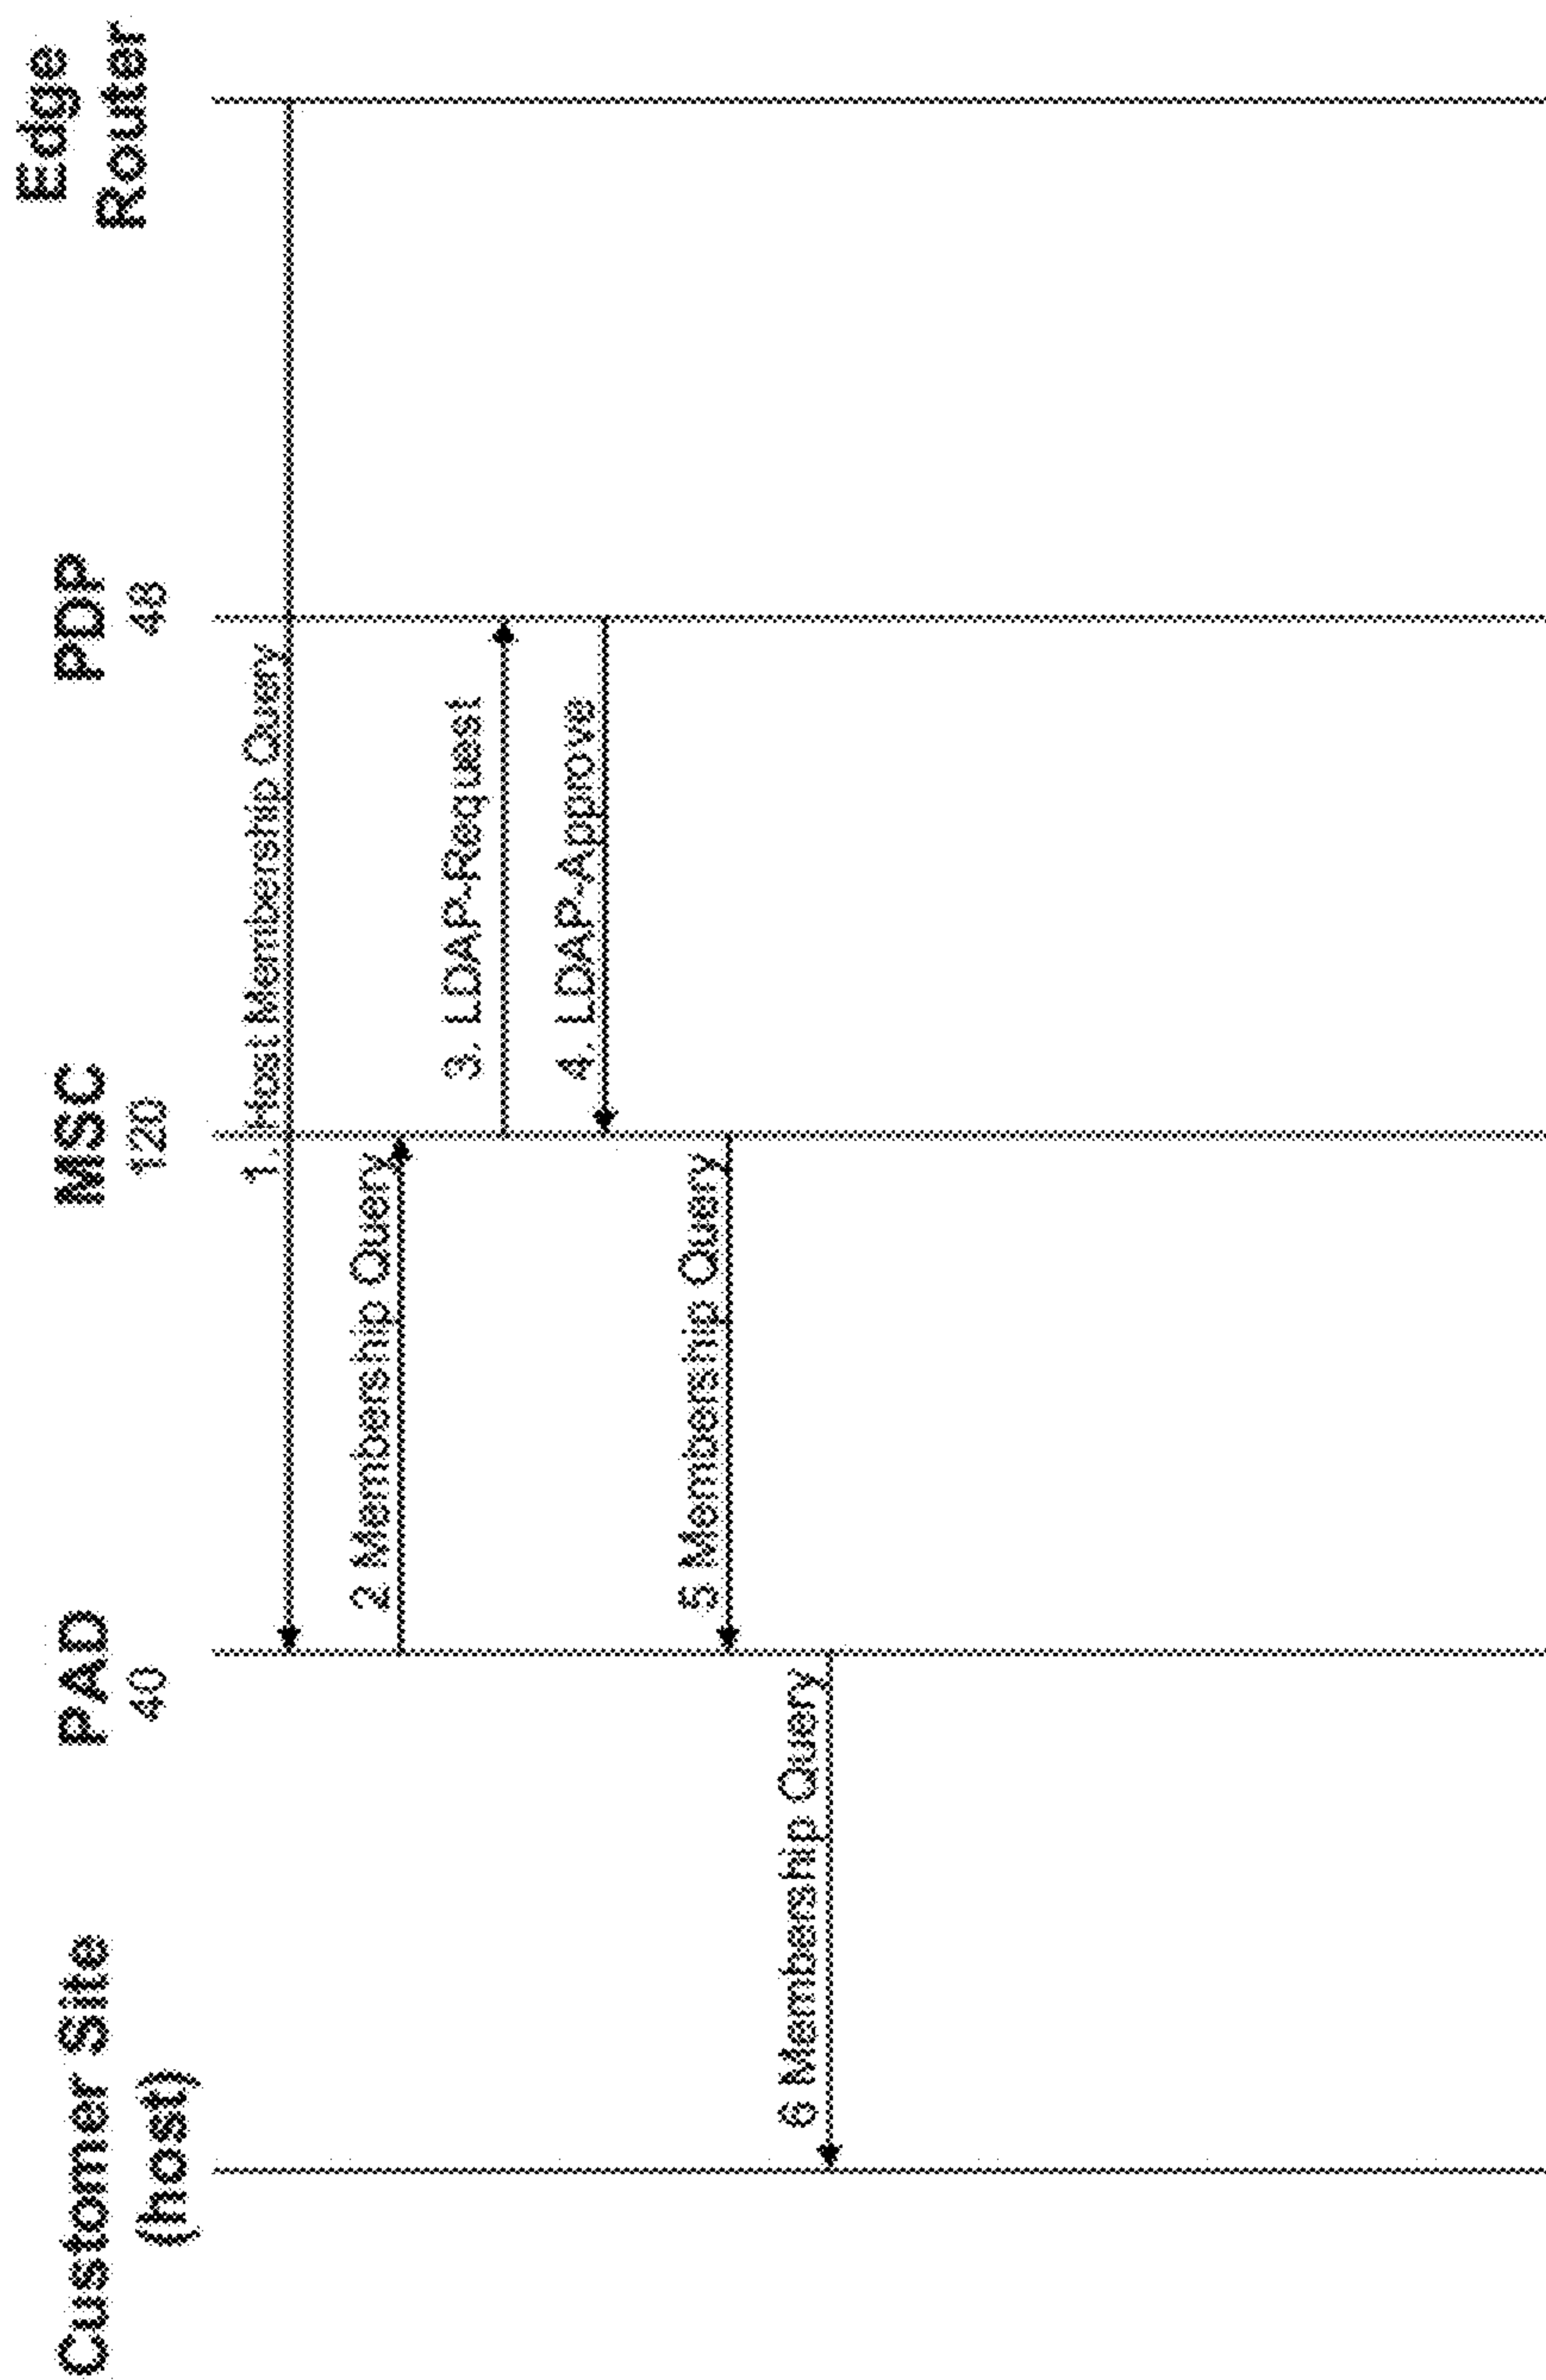 Customer Site
(host)
PAD
40
MSC
120
PDP
48
Edge
Router
1. Host Membership Query
2 Membership Query
3. LDAP-Request
4. LDAP-Approve
5 Membership Query
6 Membership Query